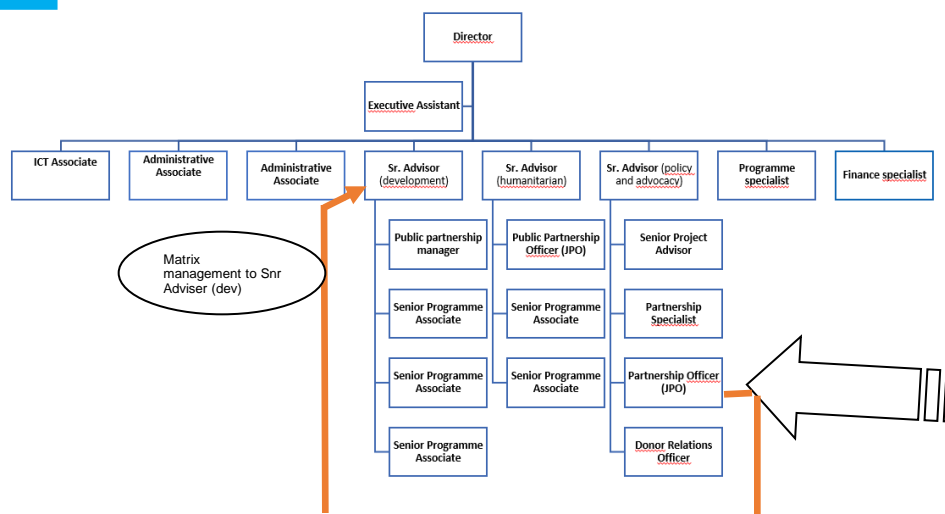 Director
Executive Assistant
ICT Associate
Administrative
Associate
Administrative
Associate
Sr. Advisor
(development)
Sr. Advisor
(humanitarian)
Sr. Advisor (policy
and advocacy)
Programme
specialist
Finance specialist
Public partnership
manager
Senior Programme
Associate
Senior Programme
Associate
Senior Programme
Associate
Public Partnership
Officer (JPO)
Senior Programme
Associate
Senior Programme
Associate
Senior Project
Advisor
Partnership
Specialist
Partnership Officer
(JPO)
Donor Relations
Officer
Matrix
management to Snr
Adviser (dev)